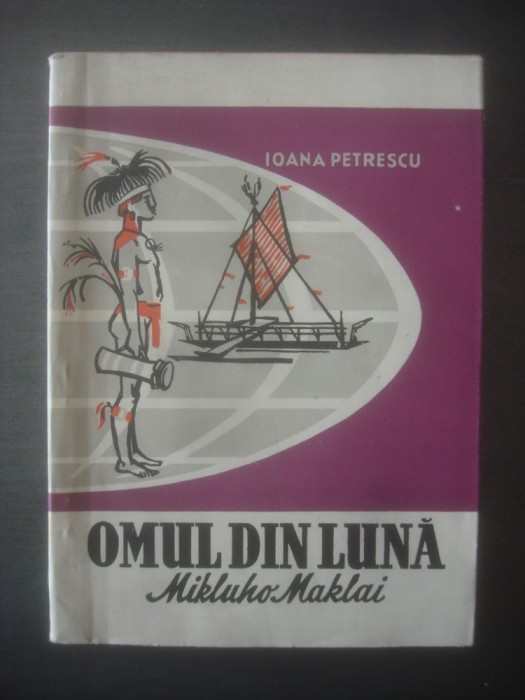 IOANA PETRESCU
OMUL DIN LUNĂ
Mikluho-Maklai